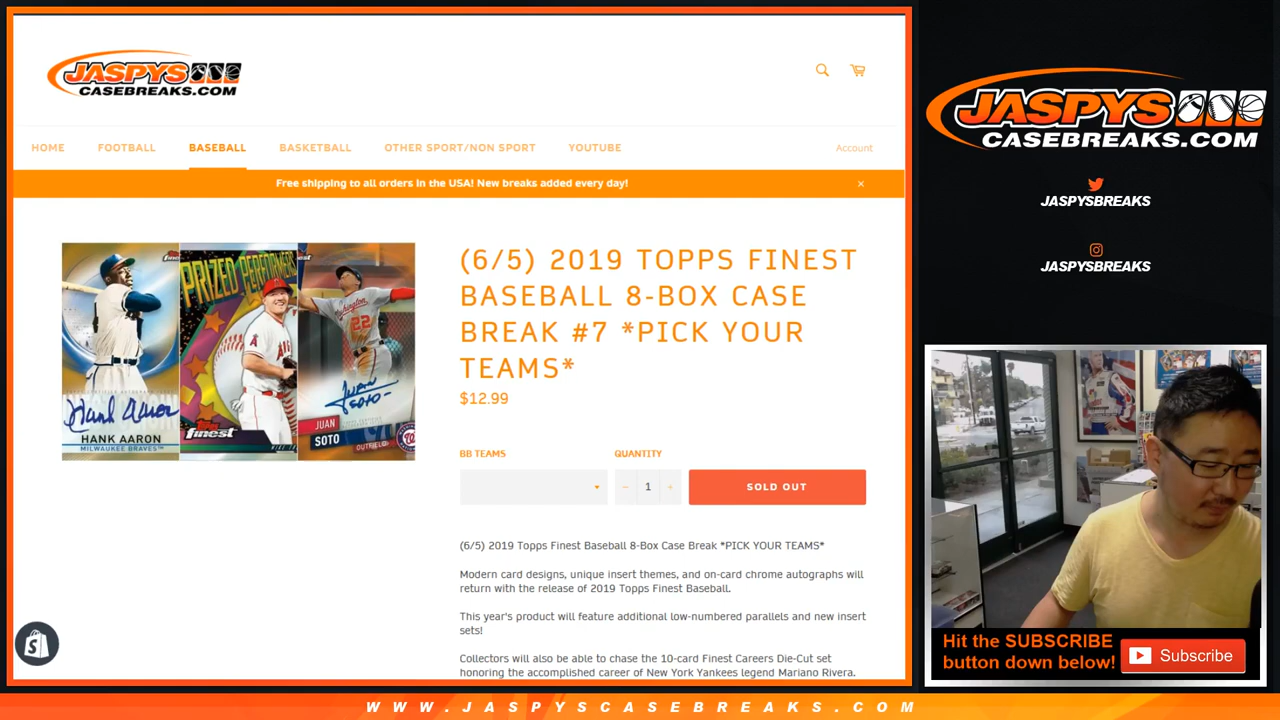 JASPYS
CASEBREAKS.COM
HOME FOOTBALL BASEBALL BASKETBALL OTHER SPORT/NON SPORT YOUTUBE Account
Free shipping to all orders in the USA! New breaks added every day! ×
finest
HANK AARON
MILWAUKEE BRAVES™
PRIZED PERFORMERS
Topps
finest
Washington
22
JUAN
SOTO
OUTFIELD
(6/5) 2019 TOPPS FINEST
BASEBALL 8-BOX CASE
BREAK #7 *PICK YOUR
TEAMS*
$12.99
BB TEAMS QUANTITY
− 1 + SOLD OUT
(6/5) 2019 Topps Finest Baseball 8-Box Case Break *PICK YOUR TEAMS*
Modern card designs, unique insert themes, and on-card chrome autographs will
return with the release of 2019 Topps Finest Baseball.
This year's product will feature additional low-numbered parallels and new insert
sets!
Collectors will also be able to chase the 10-card Finest Careers Die-Cut set
honoring the accomplished career of New York Yankees legend Mariano Rivera.
JASPYS
CASEBREAKS.COM
JASPYSBREAKS
JASPYSBREAKS
Hit the SUBSCRIBE
button down below!
Subscribe
WWW.JASPYSCASEBREAKS.COM